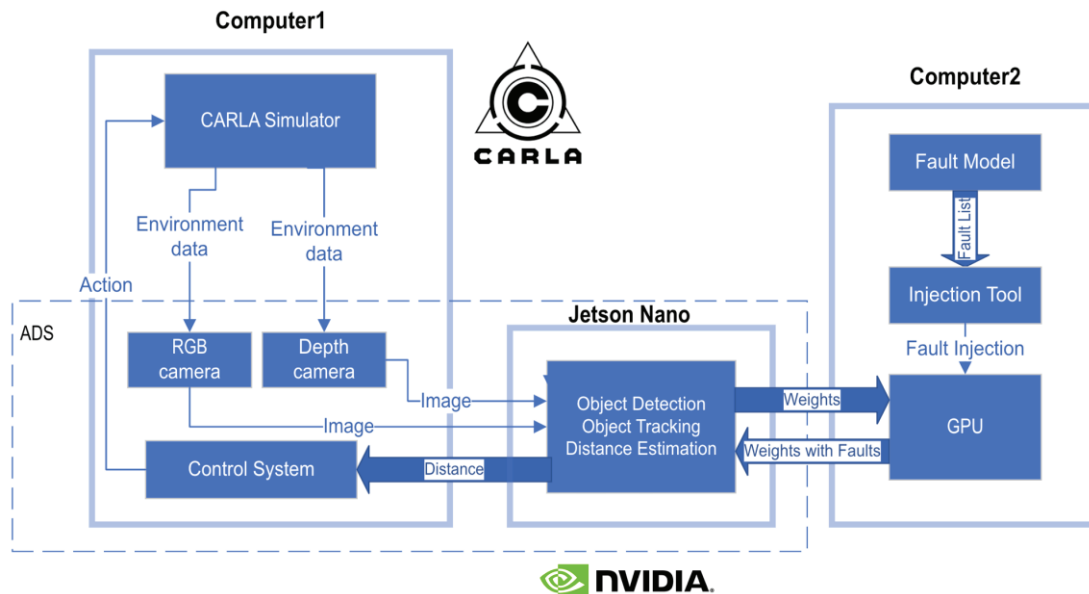 Computer1
CARLA Simulator
Environment
data
Environment
data
Action
ADS
RGB
camera
Depth
camera
Image
Image
Control System
Distance
C
CARLA
Jetson Nano
Object Detection
Object Tracking
Distance Estimation
Weights
Weights with Faults
Computer2
Fault Model
Fault List
Injection Tool
Fault Injection
GPU
NVIDIA.